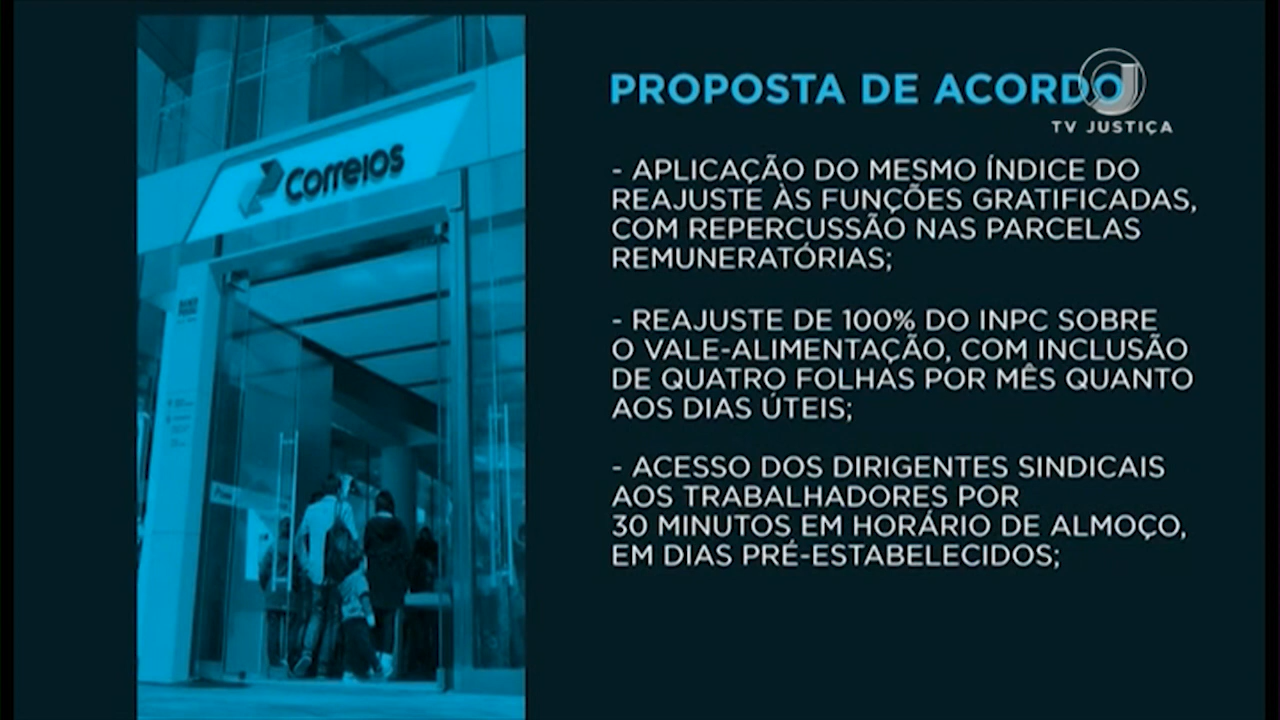 Correios
PROPOSTA DE ACORDO
TV JUSTIÇA
- APLICAÇÃO DO MESMO ÍNDICE DO
REAJUSTE ÀS FUNÇÕES GRATIFICADAS,
COM REPERCUSSÃO NAS PARCELAS
REMUNERATÓRIAS;
- REAJUSTE DE 100% DO INPC SOBRE
O VALE-ALIMENTAÇÃO, COM INCLUSÃO
DE QUATRO FOLHAS POR MÊS QUANTO
AOS DIAS ÚTEIS;
- ACESSO DOS DIRIGENTES SINDICAIS
AOS TRABALHADORES POR
30 MINUTOS EM HORÁRIO DE ALMOÇO,
EM DIAS PRÉ-ESTABELECIDOS;